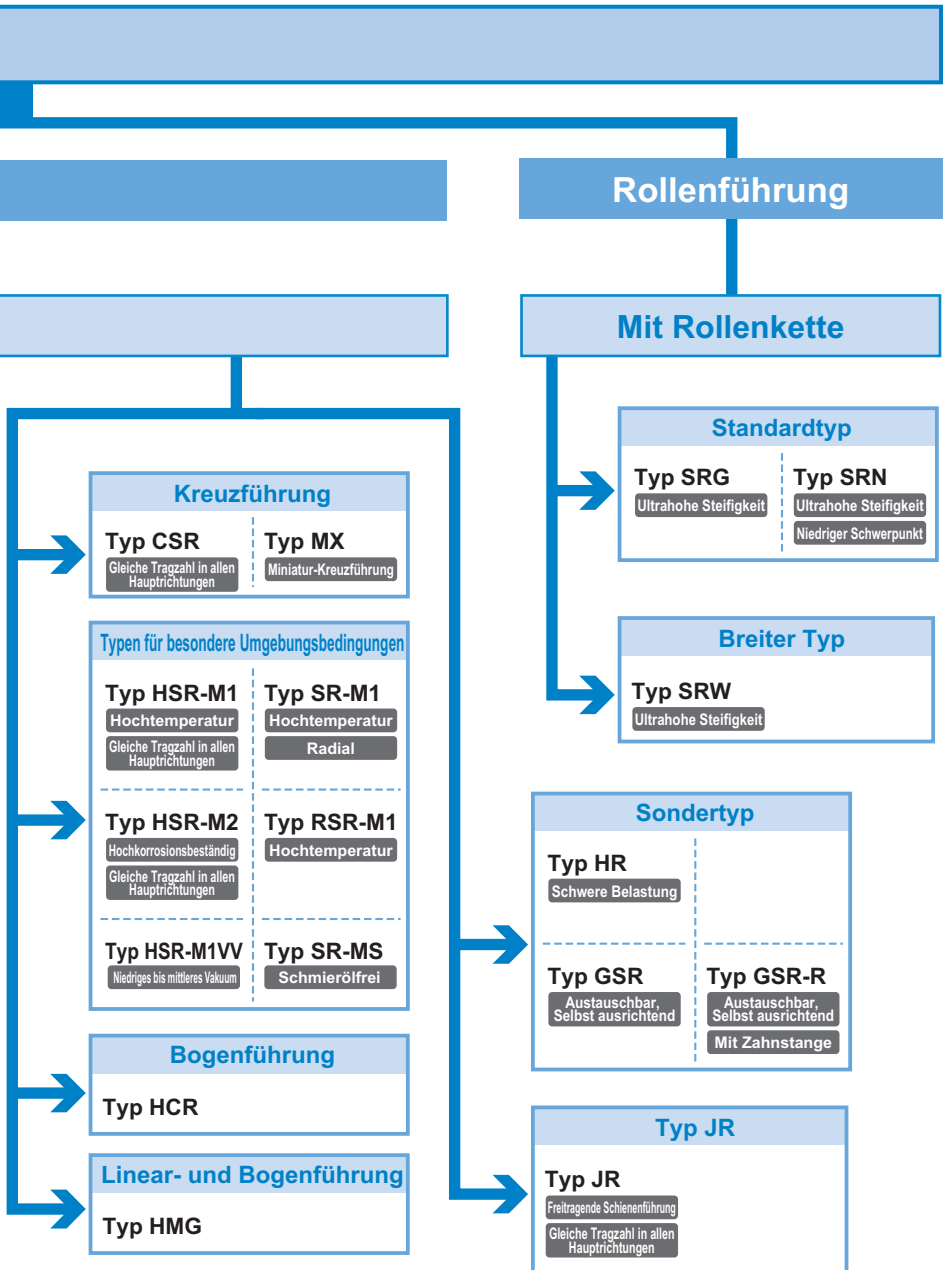 Rollenführung
Mit Rollenkette
Standardtyp
Typ SRG
Ultrahohe Steifigkeit
Typ SRN
Ultrahohe Steifigkeit
Niedriger Schwerpunkt
Breiter Typ
Typ SRW
Ultrahohe Steifigkeit
Kreuzführung
Typ CSR
Gleiche Tragzahl in allen
Hauptrichtungen
Typ MX
Miniatur-Kreuzführung
Typen für besondere Umgebungsbedingungen
Typ HSR-M1
Hochtemperatur
Gleiche Tragzahl in allen
Hauptrichtungen
Typ SR-M1
Hochtemperatur
Radial
Typ HSR-M2
Hochkorrosionsbeständig
Gleiche Tragzahl in allen
Hauptrichtungen
Typ RSR-M1
Hochtemperatur
Typ HSR-M1VV
Niedriges bis mittleres Vakuum
Typ SR-MS
Schmierölfrei
Bogenführung
Typ HCR
Linear- und Bogenführung
Typ HMG
Sondertyp
Typ HR
Schwere Belastung
Typ GSR
Austauschbar,
Selbst ausrichtend
Typ GSR-R
Austauschbar,
Selbst ausrichtend
Mit Zahnstange
Typ JR
Typ JR
Freitragende Schienenführung
Gleiche Tragzahl in allen
Hauptrichtungen